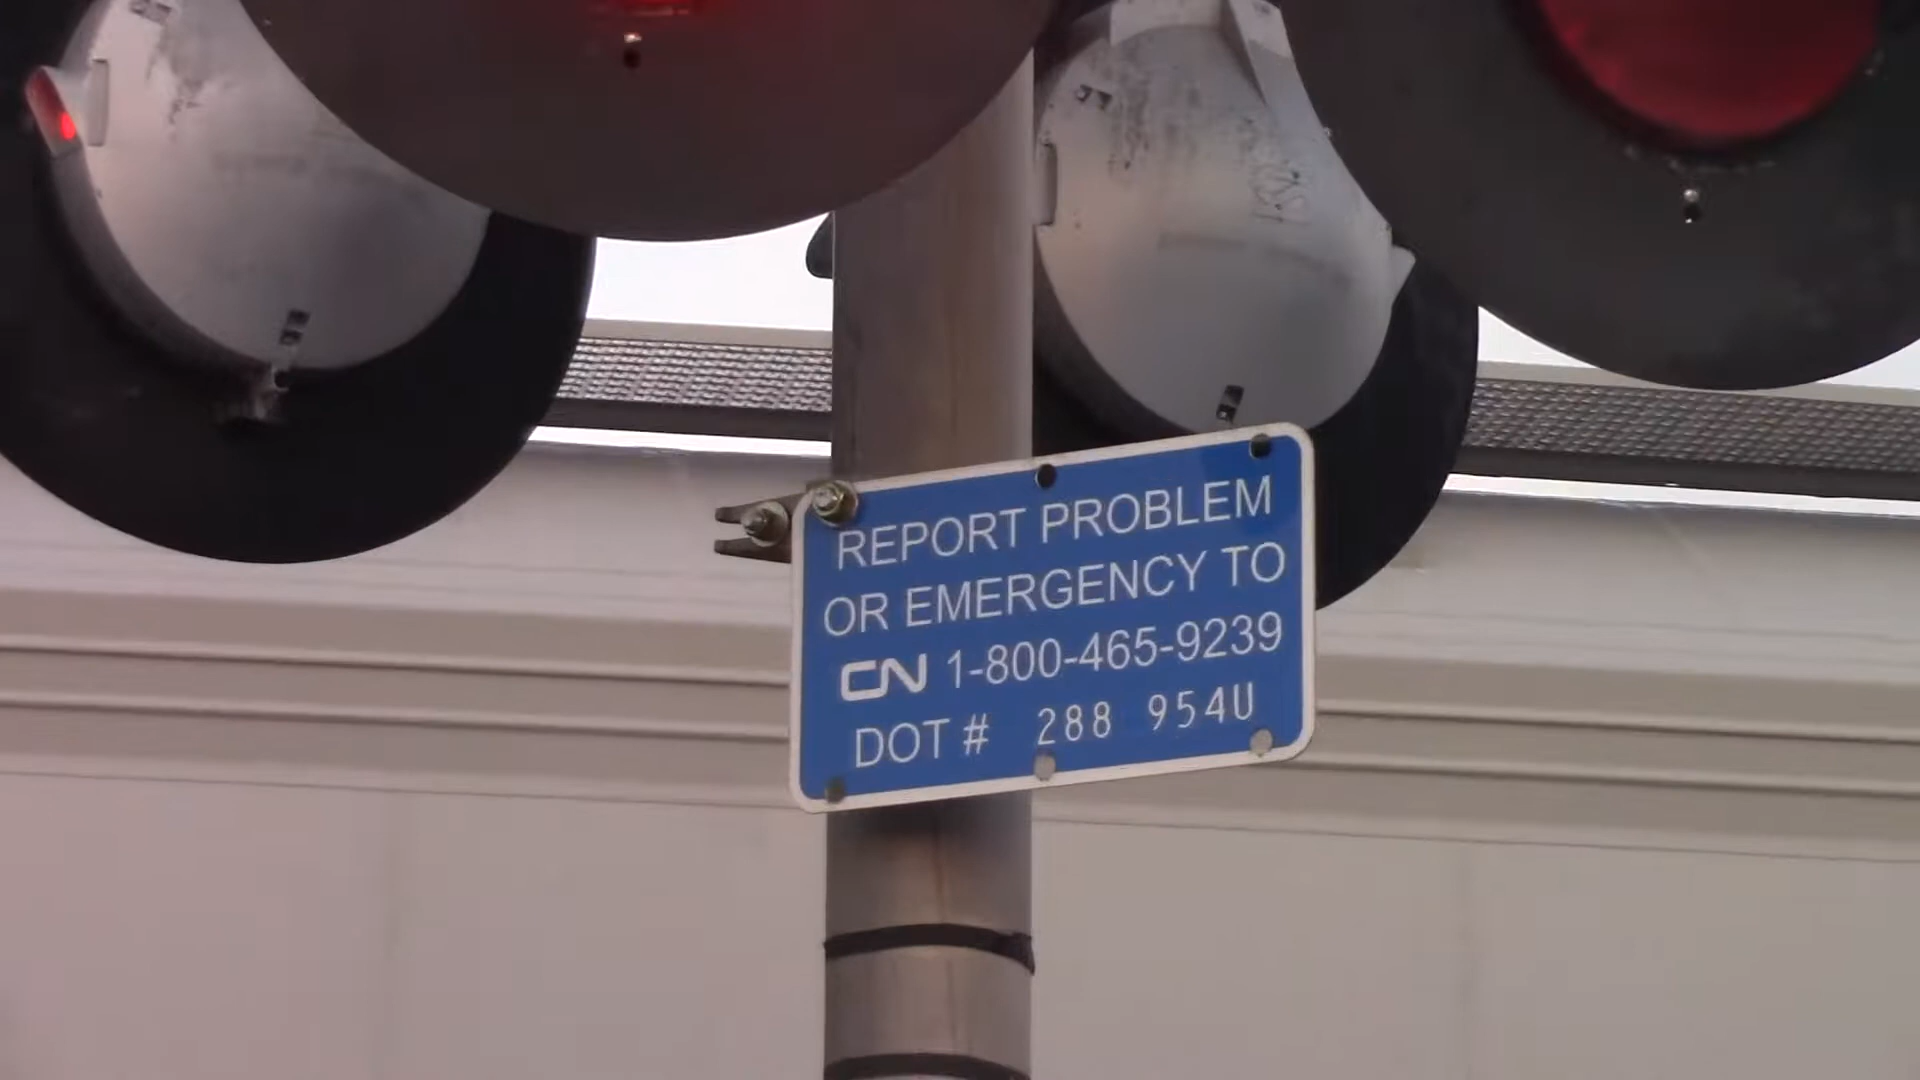 REPORT PROBLEM
OR EMERGENCY TO
CN 1-800-465-9239
DOT # 288 954U